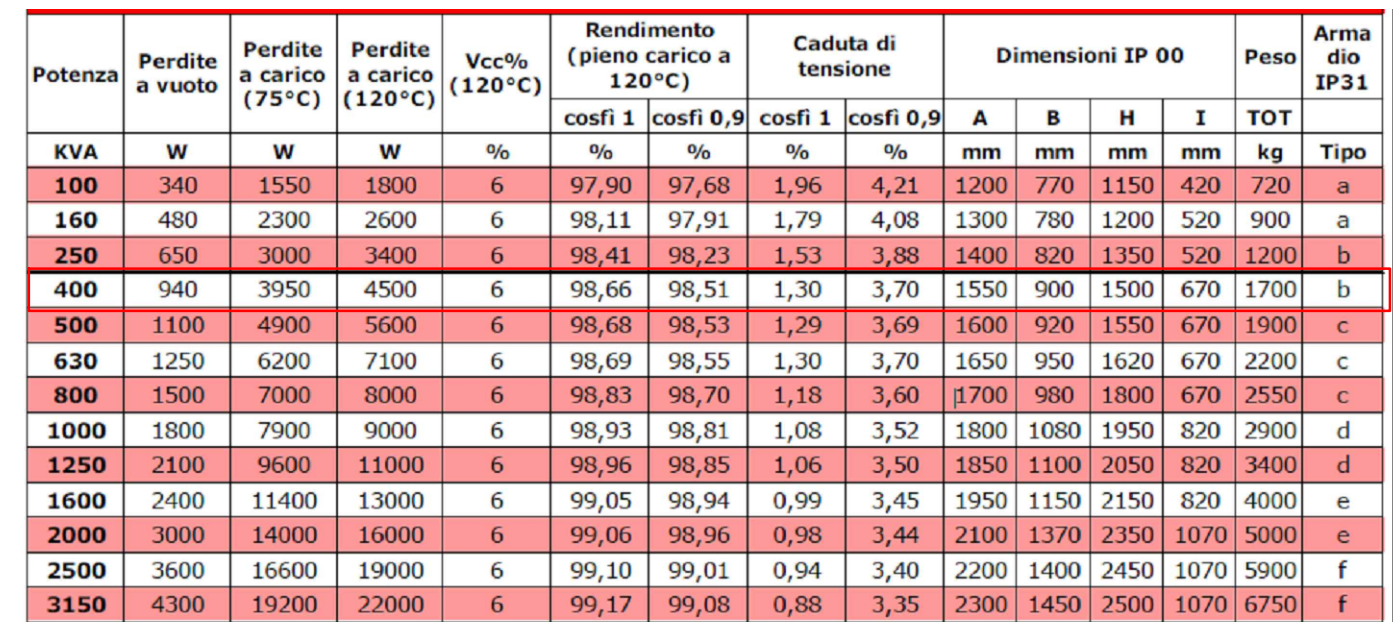 Potenza Perdite a vuoto Perdite a carico (75°C) Perdite a carico (120°C) Vcc% (120°C) Rendimento (pieno carico a 120°C) Caduta di tensione Dimensioni IP 00 Peso Arma dio IP31
cosfì 1 cosfì 0,9 cosfì 1 cosfì 0,9 A B H I TOT
KVA W W W % % % % % mm mm mm mm kg Tipo
100 340 1550 1800 6 97,90 97,68 1,96 4,21 1200 770 1150 420 720 a
160 480 2300 2600 6 98,11 97,91 1,79 4,08 1300 780 1200 520 900 a
250 650 3000 3400 6 98,41 98,23 1,53 3,88 1400 820 1350 520 1200 b
400 940 3950 4500 6 98,66 98,51 1,30 3,70 1550 900 1500 670 1700 b
500 1100 4900 5600 6 98,68 98,53 1,29 3,69 1600 920 1550 670 1900 c
630 1250 6200 7100 6 98,69 98,55 1,30 3,70 1650 950 1620 670 2200 c
800 1500 7000 8000 6 98,83 98,70 1,18 3,60 1700 980 1800 670 2550 c
1000 1800 7900 9000 6 98,93 98,81 1,08 3,52 1800 1080 1950 820 2900 d
1250 2100 9600 11000 6 98,96 98,85 1,06 3,50 1850 1100 2050 820 3400 d
1600 2400 11400 13000 6 99,05 98,94 0,99 3,45 1950 1150 2150 820 4000 e
2000 3000 14000 16000 6 99,06 98,96 0,98 3,44 2100 1370 2350 1070 5000 e
2500 3600 16600 19000 6 99,10 99,01 0,94 3,40 2200 1400 2450 1070 5900 f
3150 4300 19200 22000 6 99,17 99,08 0,88 3,35 2300 1450 2500 1070 6750 f